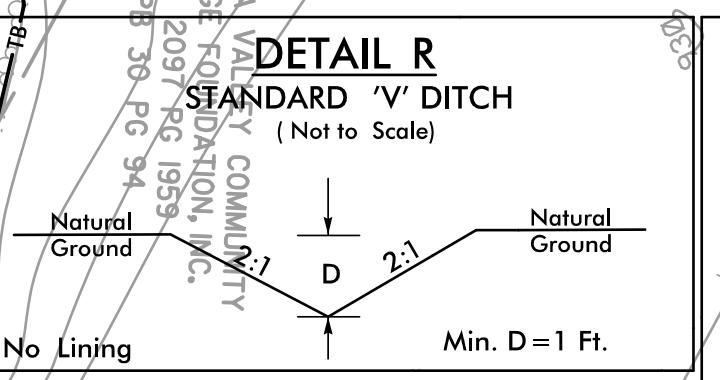 DETAIL R
STANDARD 'V' DITCH
( Not to Scale)
Natural
Ground
2:1
D
2:1
Natural
Ground
No Lining
Min. D=1 Ft.
TB
VALLEY COMMUNITY
FOUNDATION, INC.
2097 PG 1959
PB 30 PG 94
930